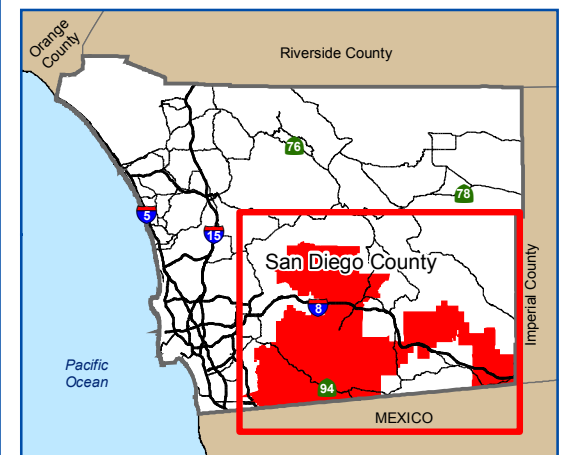 Orange
County
Riverside County
76
78
5
15
San Diego County
Imperial County
8
Pacific
Ocean
94
MEXICO